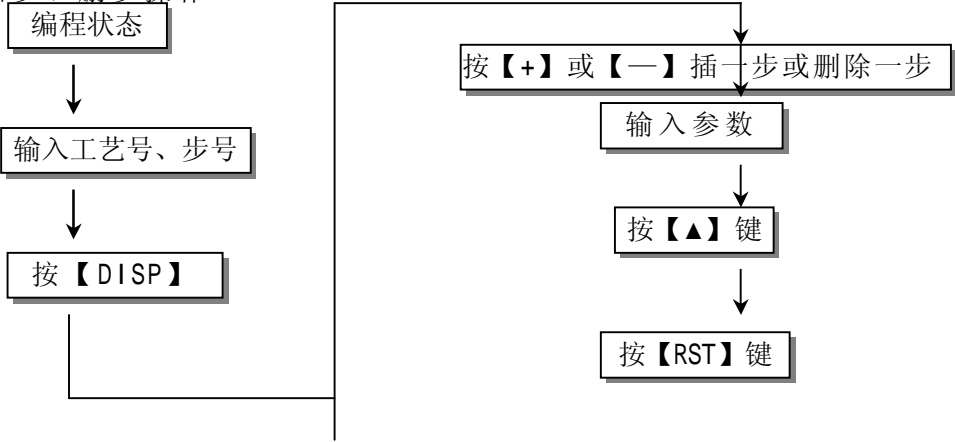 编程状态
输入工艺号、步号
按【DISP】
按【+】或【—】插一步或删除一步
输入参数
按【▲】键
按【RST】键